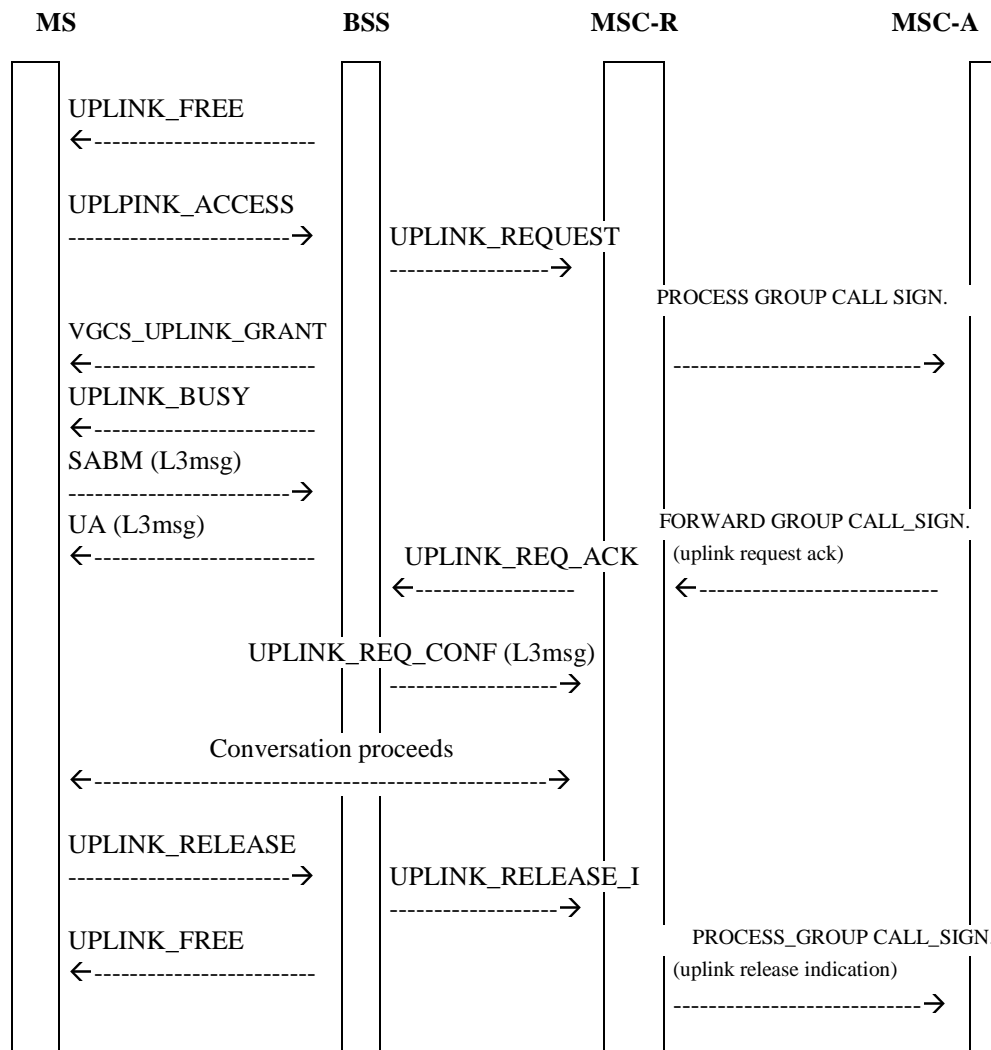 MS BSS MSC-R MSC-A
UPLINK_FREE
UPLPINK_ACCESS
UPLINK_REQUEST
PROCESS GROUP CALL SIGN.
VGCS_UPLINK_GRANT
UPLINK_BUSY
SABM (L3msg)
UA (L3msg)
FORWARD GROUP CALL_SIGN.
UPLINK_REQ_ACK (uplink request ack)
UPLINK_REQ_CONF (L3msg)
Conversation proceeds
UPLINK_RELEASE
UPLINK_RELEASE_I
UPLINK_FREE
PROCESS_GROUP CALL_SIGN.
(uplink release indication)